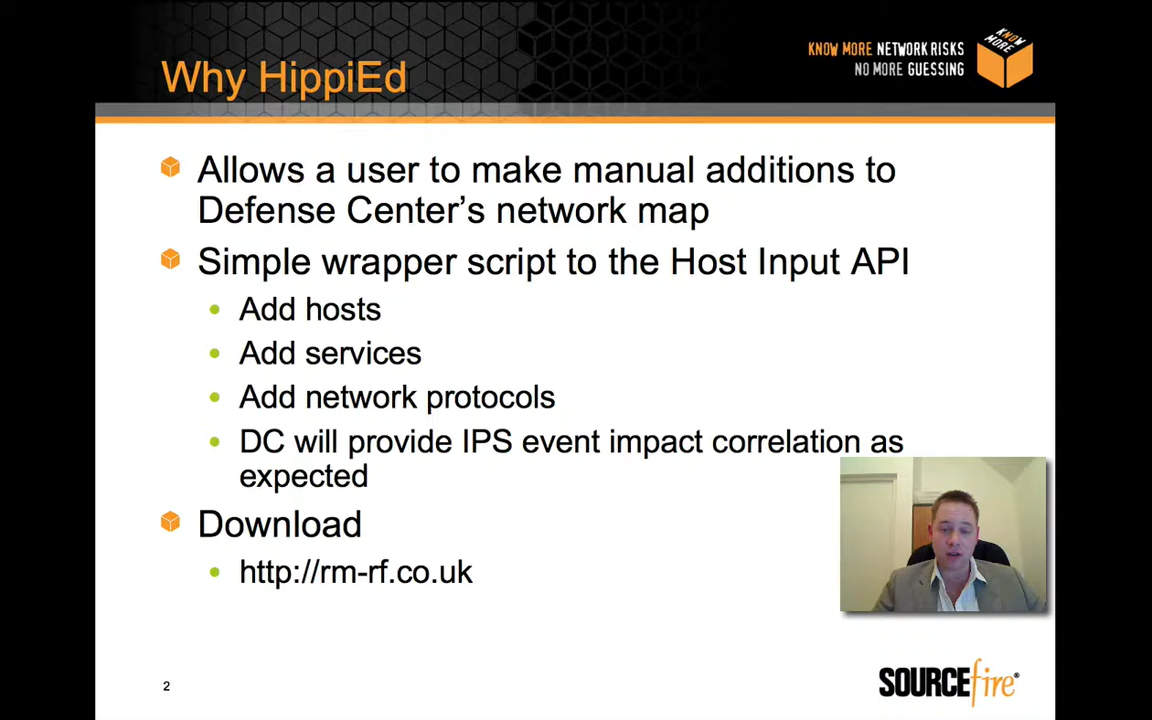 KNOW MORE NETWORK RISKS
NO MORE GUESSING
KNOW
MORE
Why HippiEd
Allows a user to make manual additions to
Defense Center’s network map
Simple wrapper script to the Host Input API
Add hosts
Add services
Add network protocols
DC will provide IPS event impact correlation as
expected
Download
http://rm-rf.co.uk
2
SOURCEfire®